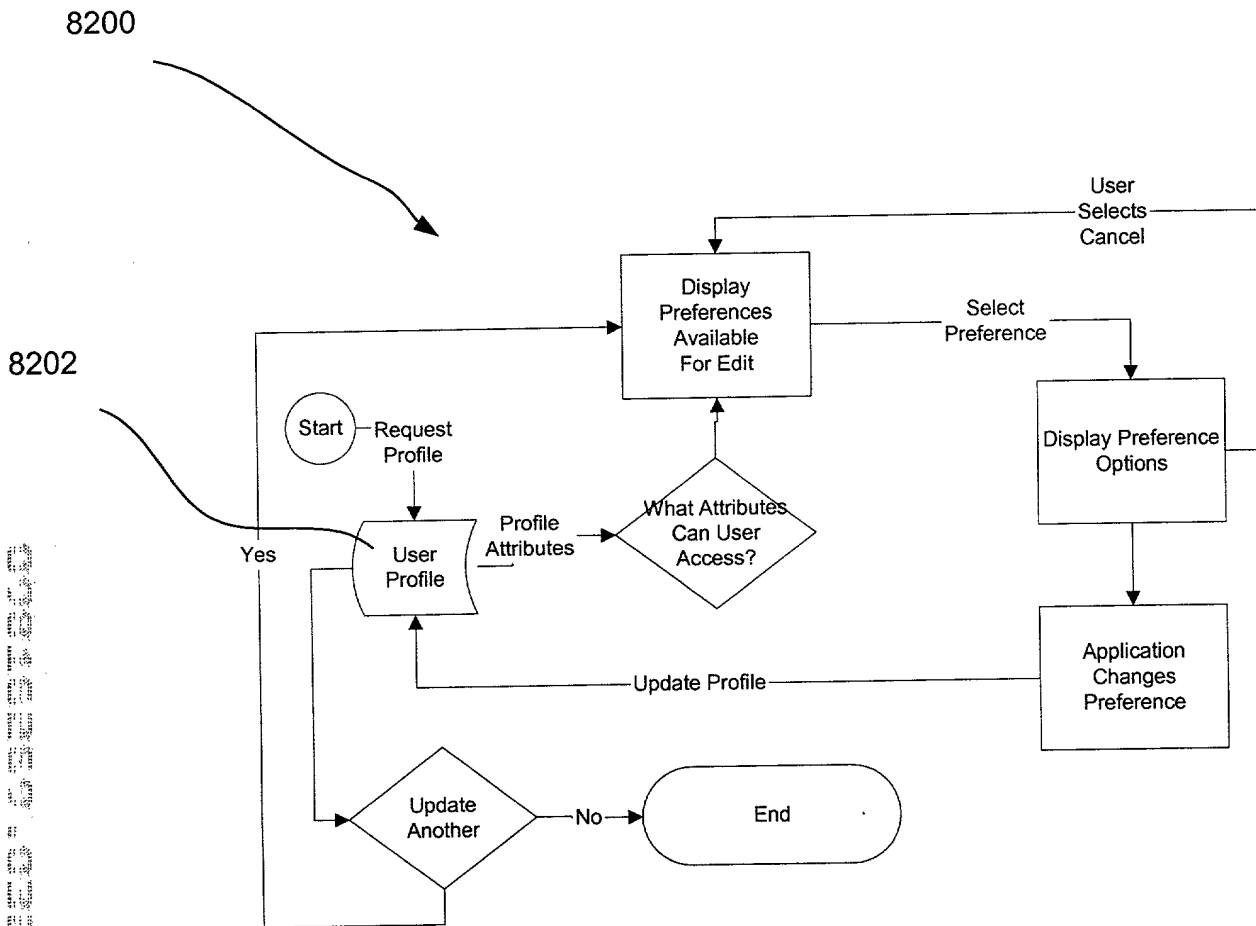 8200
User
Selects
Cancel
Display
Preferences
Available
For Edit
Select
Preference
8202
Start
Request
Profile
Display Preference
Options
What Attributes
Can User
Access?
Profile
Attributes
User
Profile
Yes
Application
Changes
Preference
Update Profile
Update
Another
No
End